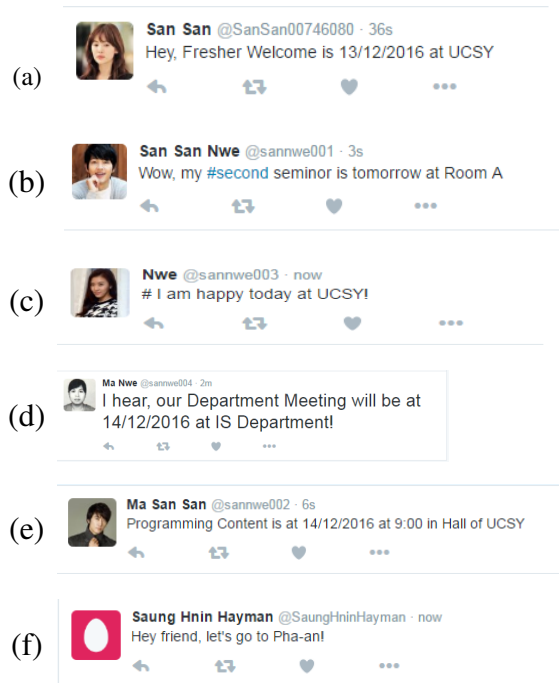 (a)
San San @SanSan00746080 · 36s
Hey, Fresher Welcome is 13/12/2016 at UCSY
(b)
San San Nwe @sannwe001 · 3s
Wow, my #second seminor is tomorrow at Room A
(c)
Nwe @sannwe003 · now
# I am happy today at UCSY!
(d)
Ma Nwe @sannwe004 · 2m
I hear, our Department Meeting will be at
14/12/2016 at IS Department!
(e)
Ma San San @sannwe002 · 6s
Programming Content is at 14/12/2016 at 9:00 in Hall of UCSY
(f)
Saung Hnin Hayman @SaungHninHayman · now
Hey friend, let's go to Pha-an!